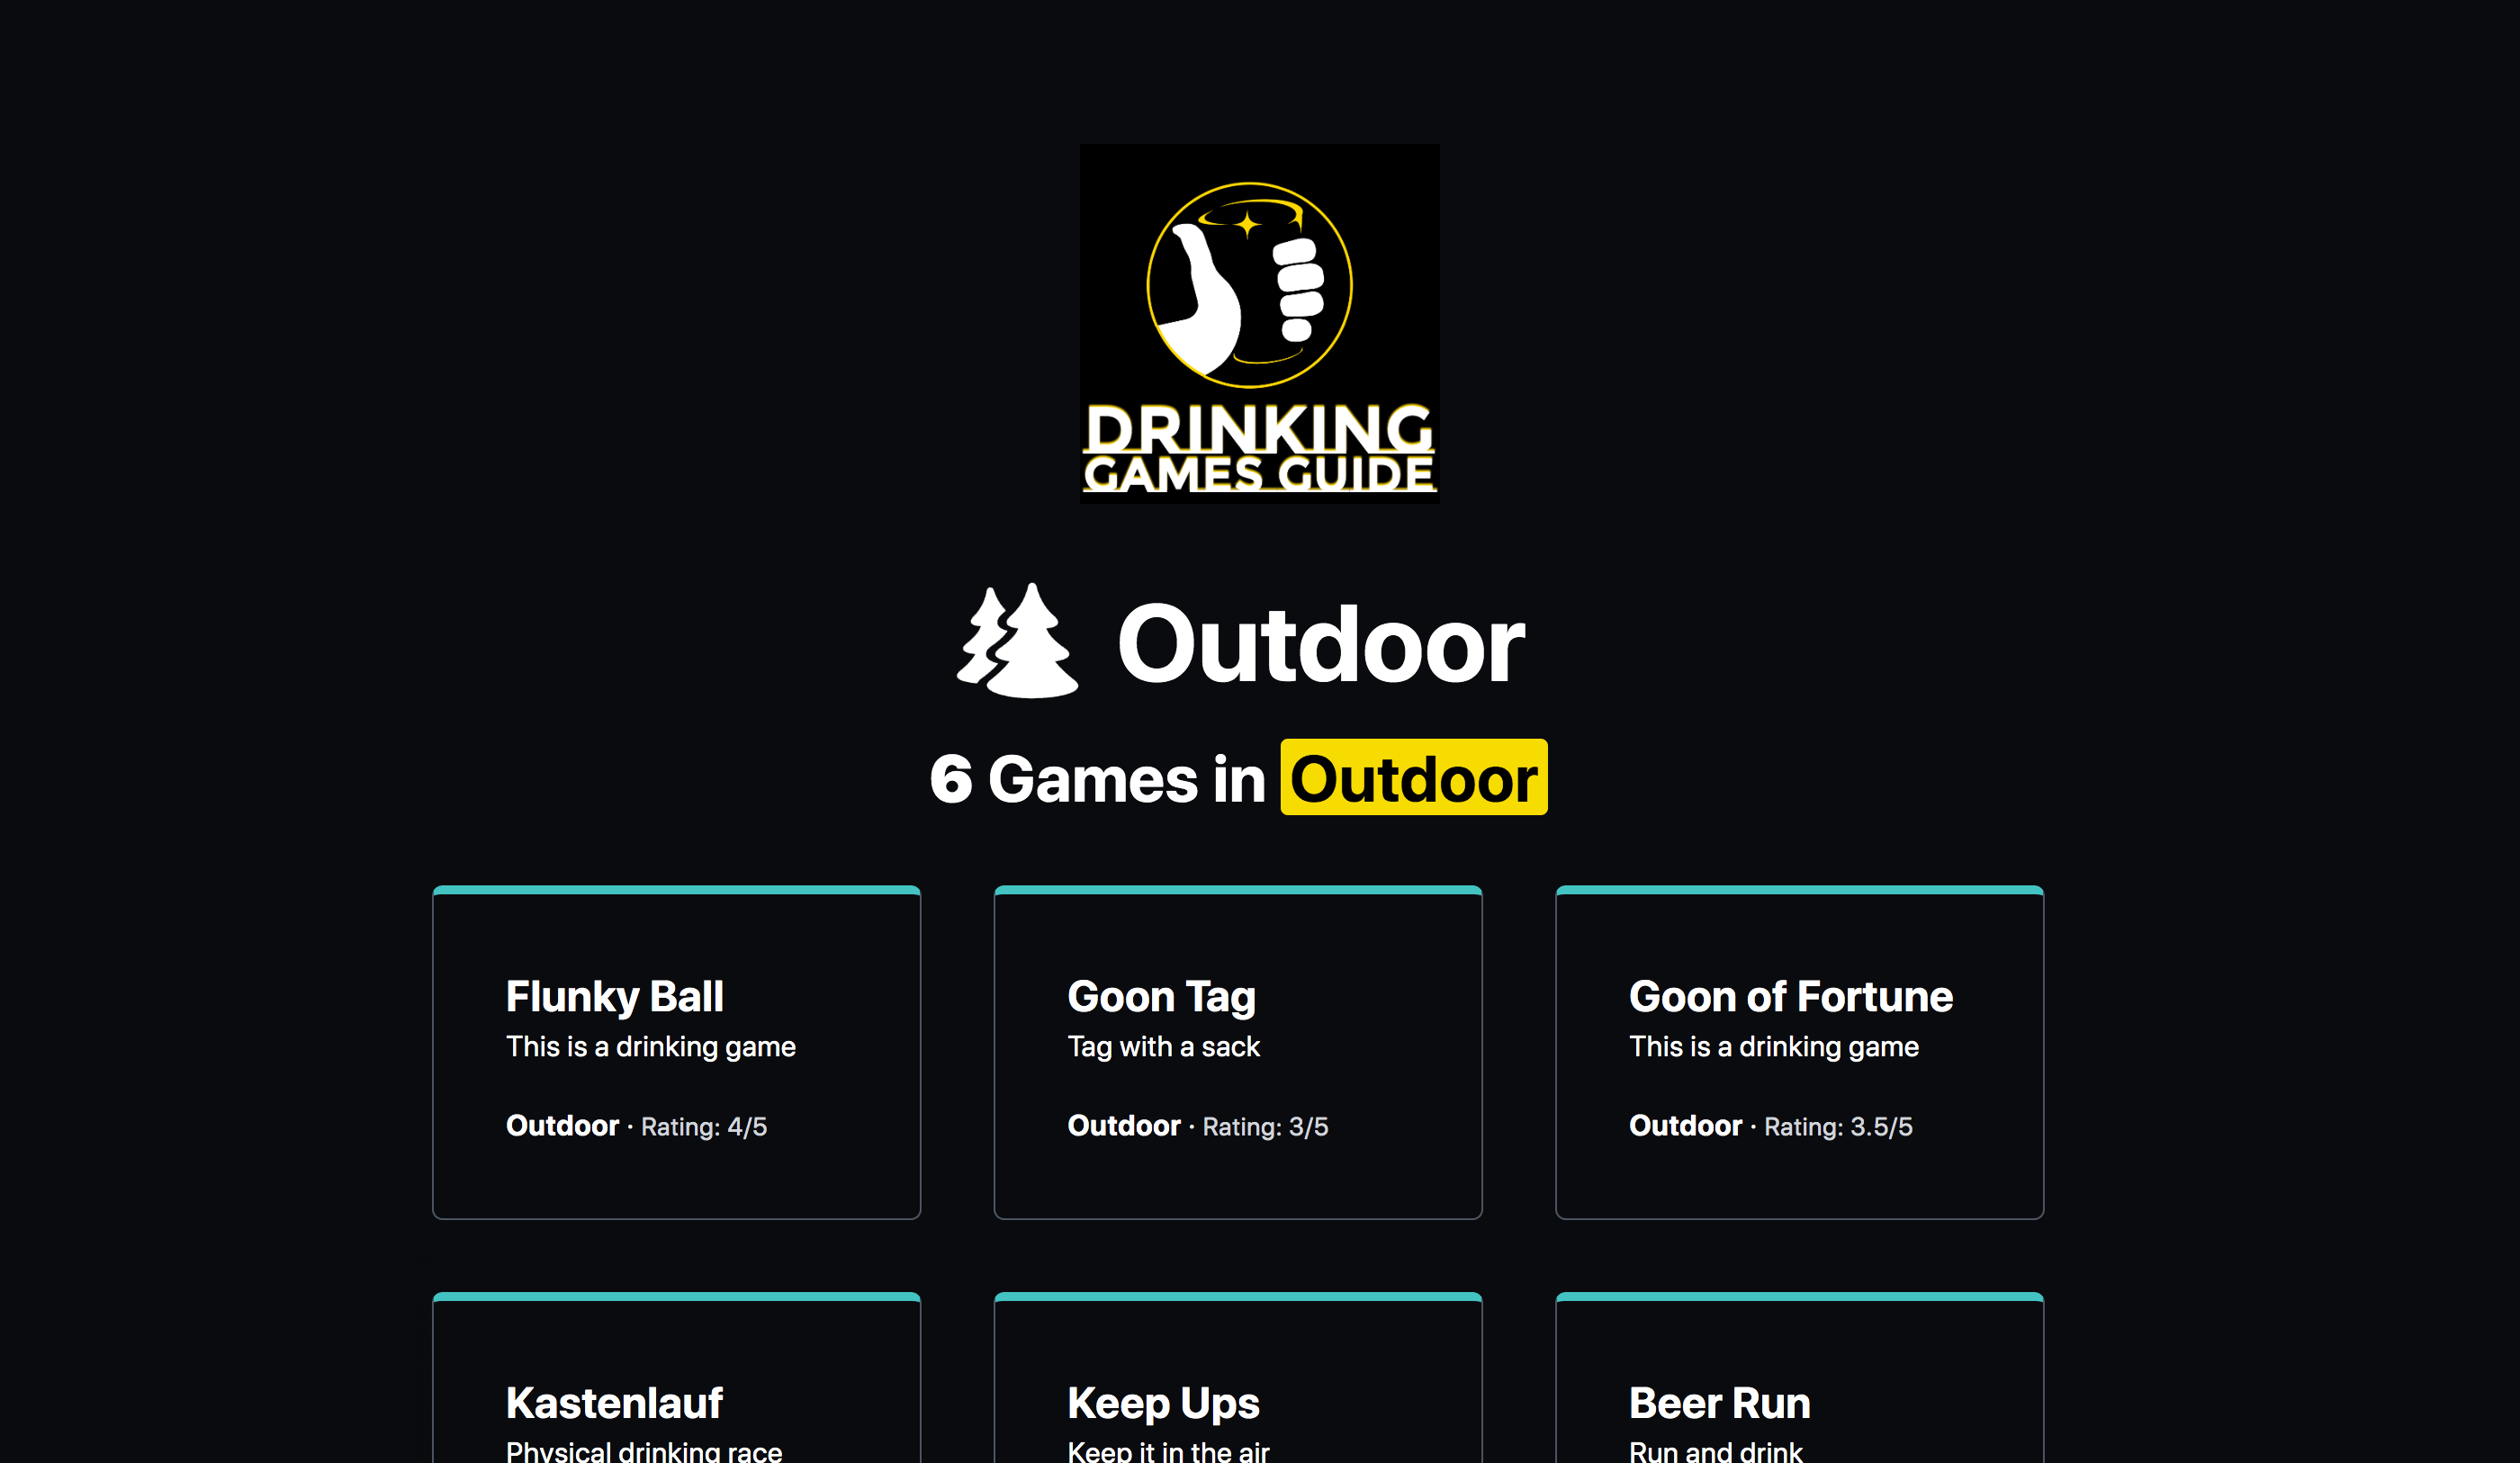 DRINKING
GAMES GUIDE
Outdoor
6 Games in Outdoor
Flunky Ball
This is a drinking game
Outdoor · Rating: 4/5
Goon Tag
Tag with a sack
Outdoor · Rating: 3/5
Goon of Fortune
This is a drinking game
Outdoor · Rating: 3.5/5
Kastenlauf
Physical drinking race
Keep Ups
Keep it in the air
Beer Run
Run and drink